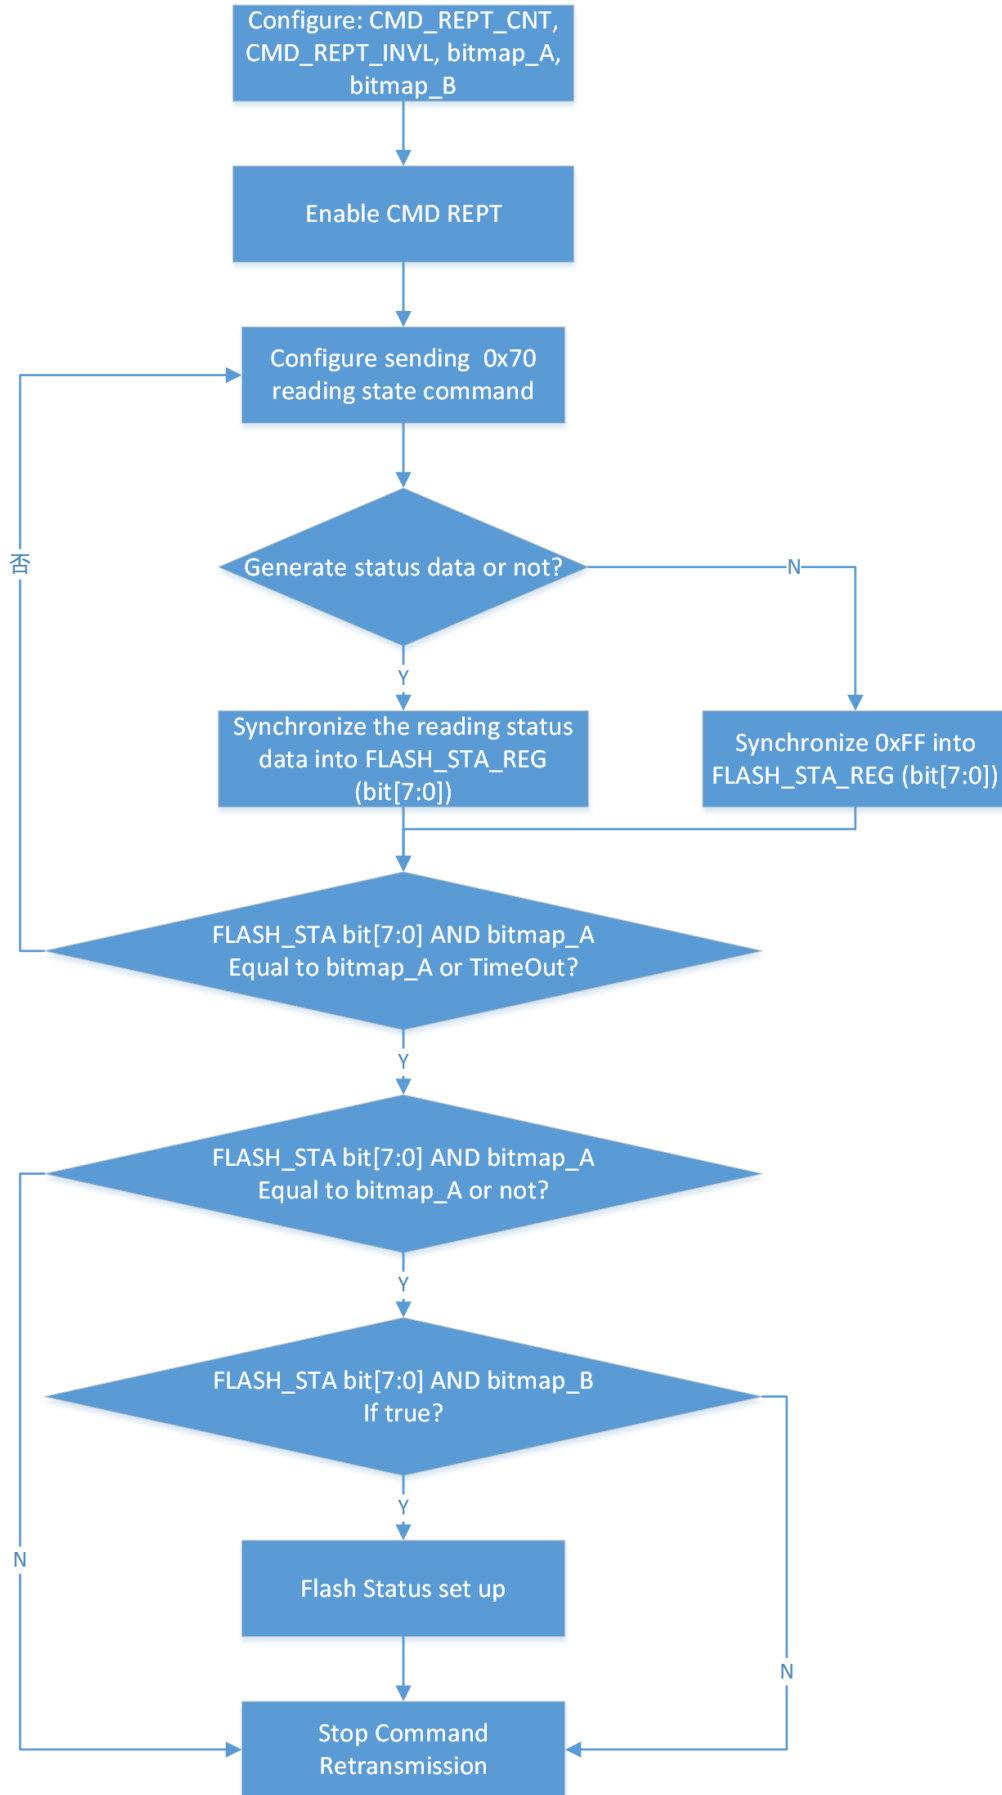 Configure: CMD_REPT_CNT,
CMD_REPT_INVL, bitmap_A,
bitmap_B
Enable CMD REPT
Configure sending  0x70
reading state command
否
Generate status data or not?
N
Y
Synchronize the reading status
data into FLASH_STA_REG
(bit[7:0])
Synchronize 0xFF into
FLASH_STA_REG (bit[7:0])
FLASH_STA bit[7:0] AND bitmap_A
Equal to bitmap_A or TimeOut?
Y
FLASH_STA bit[7:0] AND bitmap_A
Equal to bitmap_A or not?
Y
FLASH_STA bit[7:0] AND bitmap_B
If true?
Y
N
Flash Status set up
N
Stop Command
Retransmission